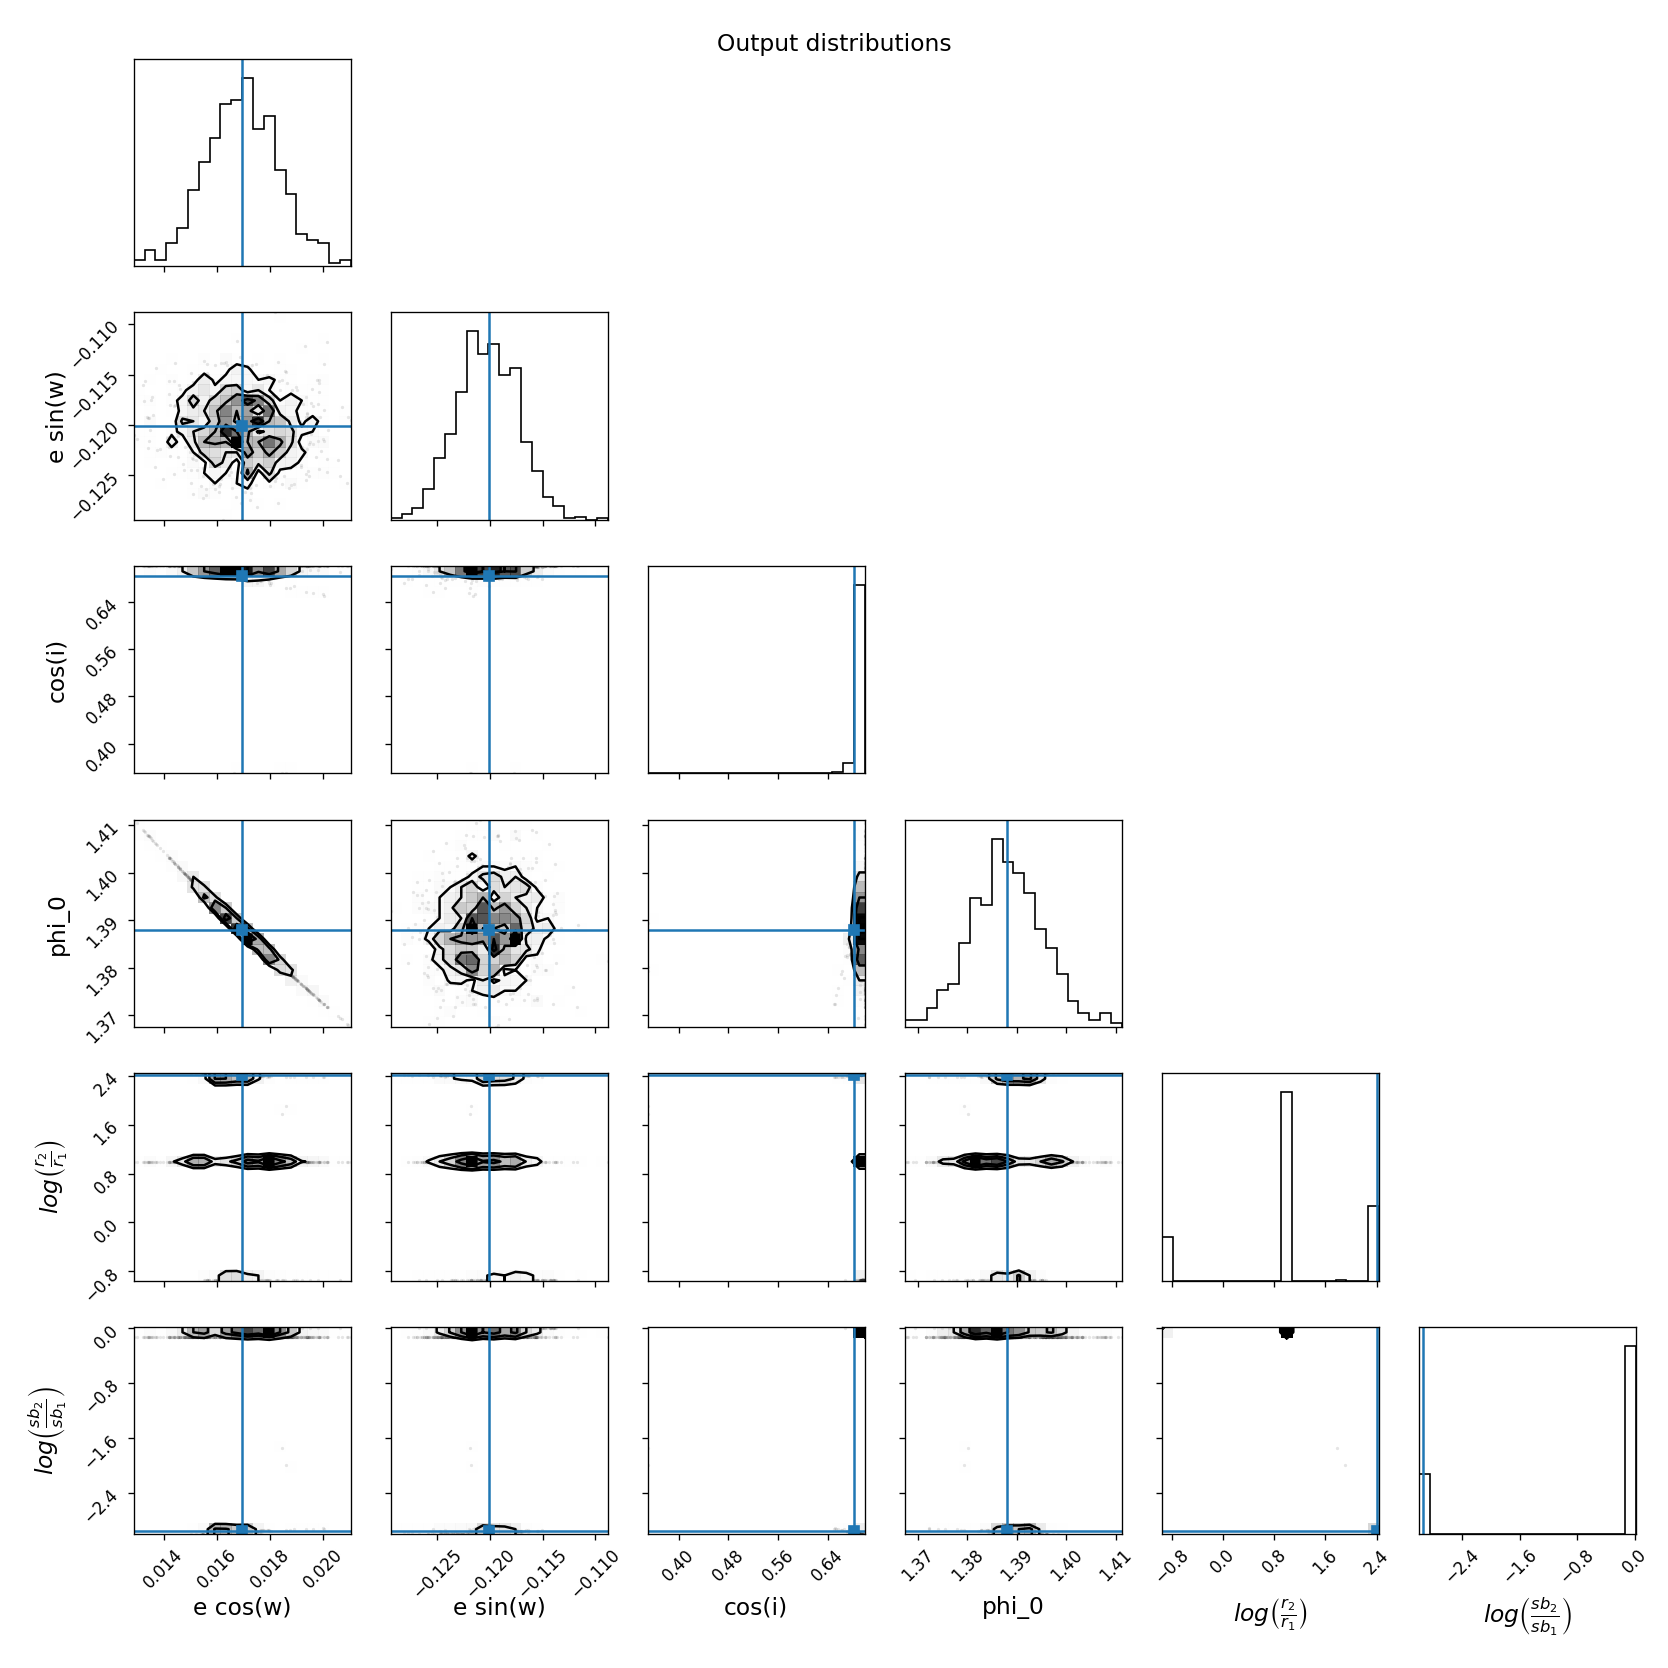 Output distributions
e sin(w)
−0.110
−0.115
−0.120
−0.125
cos(i)
0.64
0.56
0.48
0.40
phi_0
1.41
1.40
1.39
1.38
1.37
log(r2/r1)
2.4
1.6
0.8
0.0
−0.8
log(sb2/sb1)
0.0
−0.8
−1.6
−2.4
0.014 0.016 0.018 0.020
−0.125 −0.120 −0.115 −0.110
0.40 0.48 0.56 0.64
1.37 1.38 1.39 1.40 1.41
−0.8 0.0 0.8 1.6 2.4
−2.4 −1.6 −0.8 0.0
e cos(w) e sin(w) cos(i) phi_0 log(r2/r1) log(sb2/sb1)